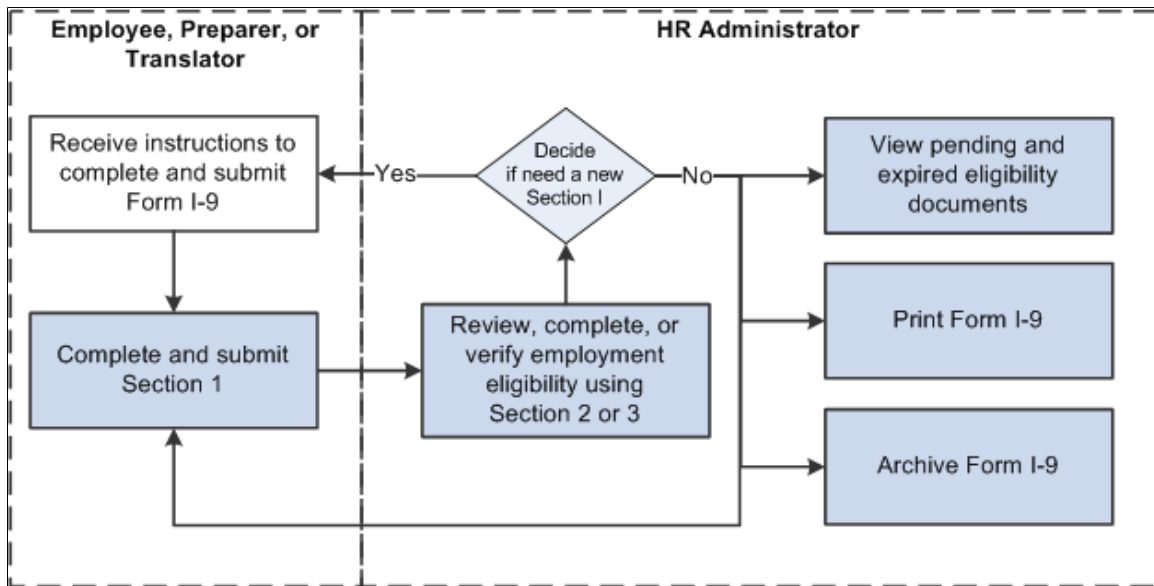 Employee, Preparer, or
Translator
HR Administrator
Receive instructions to
complete and submit
Form I-9
Yes
Decide
if need a new
Section I
No
View pending and
expired eligibility
documents
Complete and submit
Section 1
Review, complete, or
verify employment
eligibility using
Section 2 or 3
Print Form I-9
Archive Form I-9